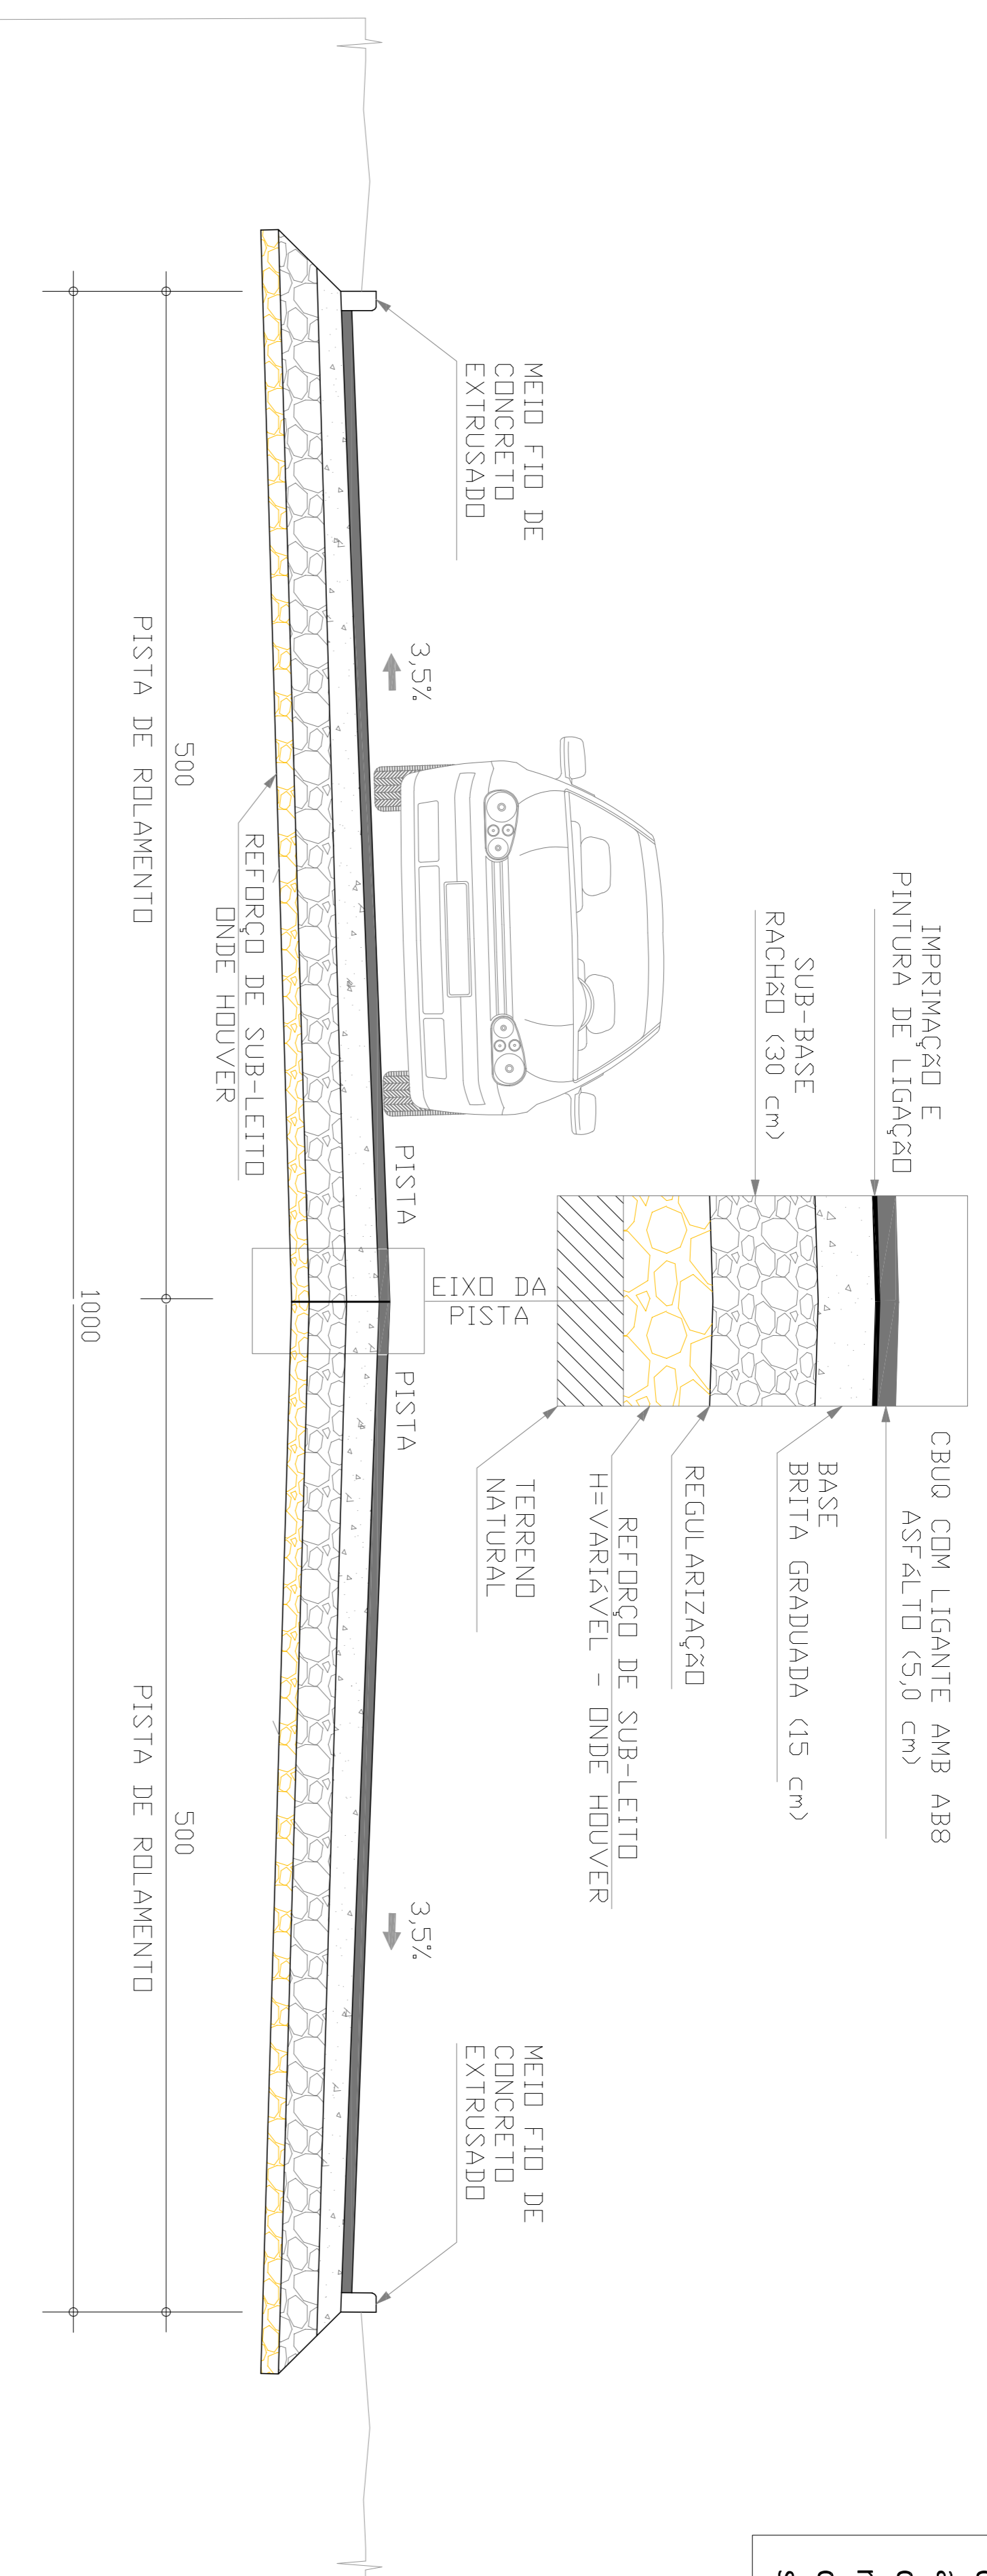 IMPRIMAÇÃO E
PINTURA DE LIGAÇÃO
SUB-BASE
RACHÃO (30 cm)
CBUQ COM LIGANTE AMB AB8
ASFÁLTO (5,0 cm)
BASE
BRITA GRADUADA (15 cm)
REGULARIZAÇÃO
REFORÇO DE SUB-LEITO
H=VARIÁVEL - ONDE HOUVER
TERRENO
NATURAL
MEIO FIO DE
CONCRETO
EXTRUSADO
3,5%
PISTA
EIXO DA
PISTA
PISTA
3,5%
MEIO FIO DE
CONCRETO
EXTRUSADO
REFORÇO DE SUB-LEITO
ONDE HOUVER
500
PISTA DE ROLAMENTO
500
PISTA DE ROLAMENTO
1000